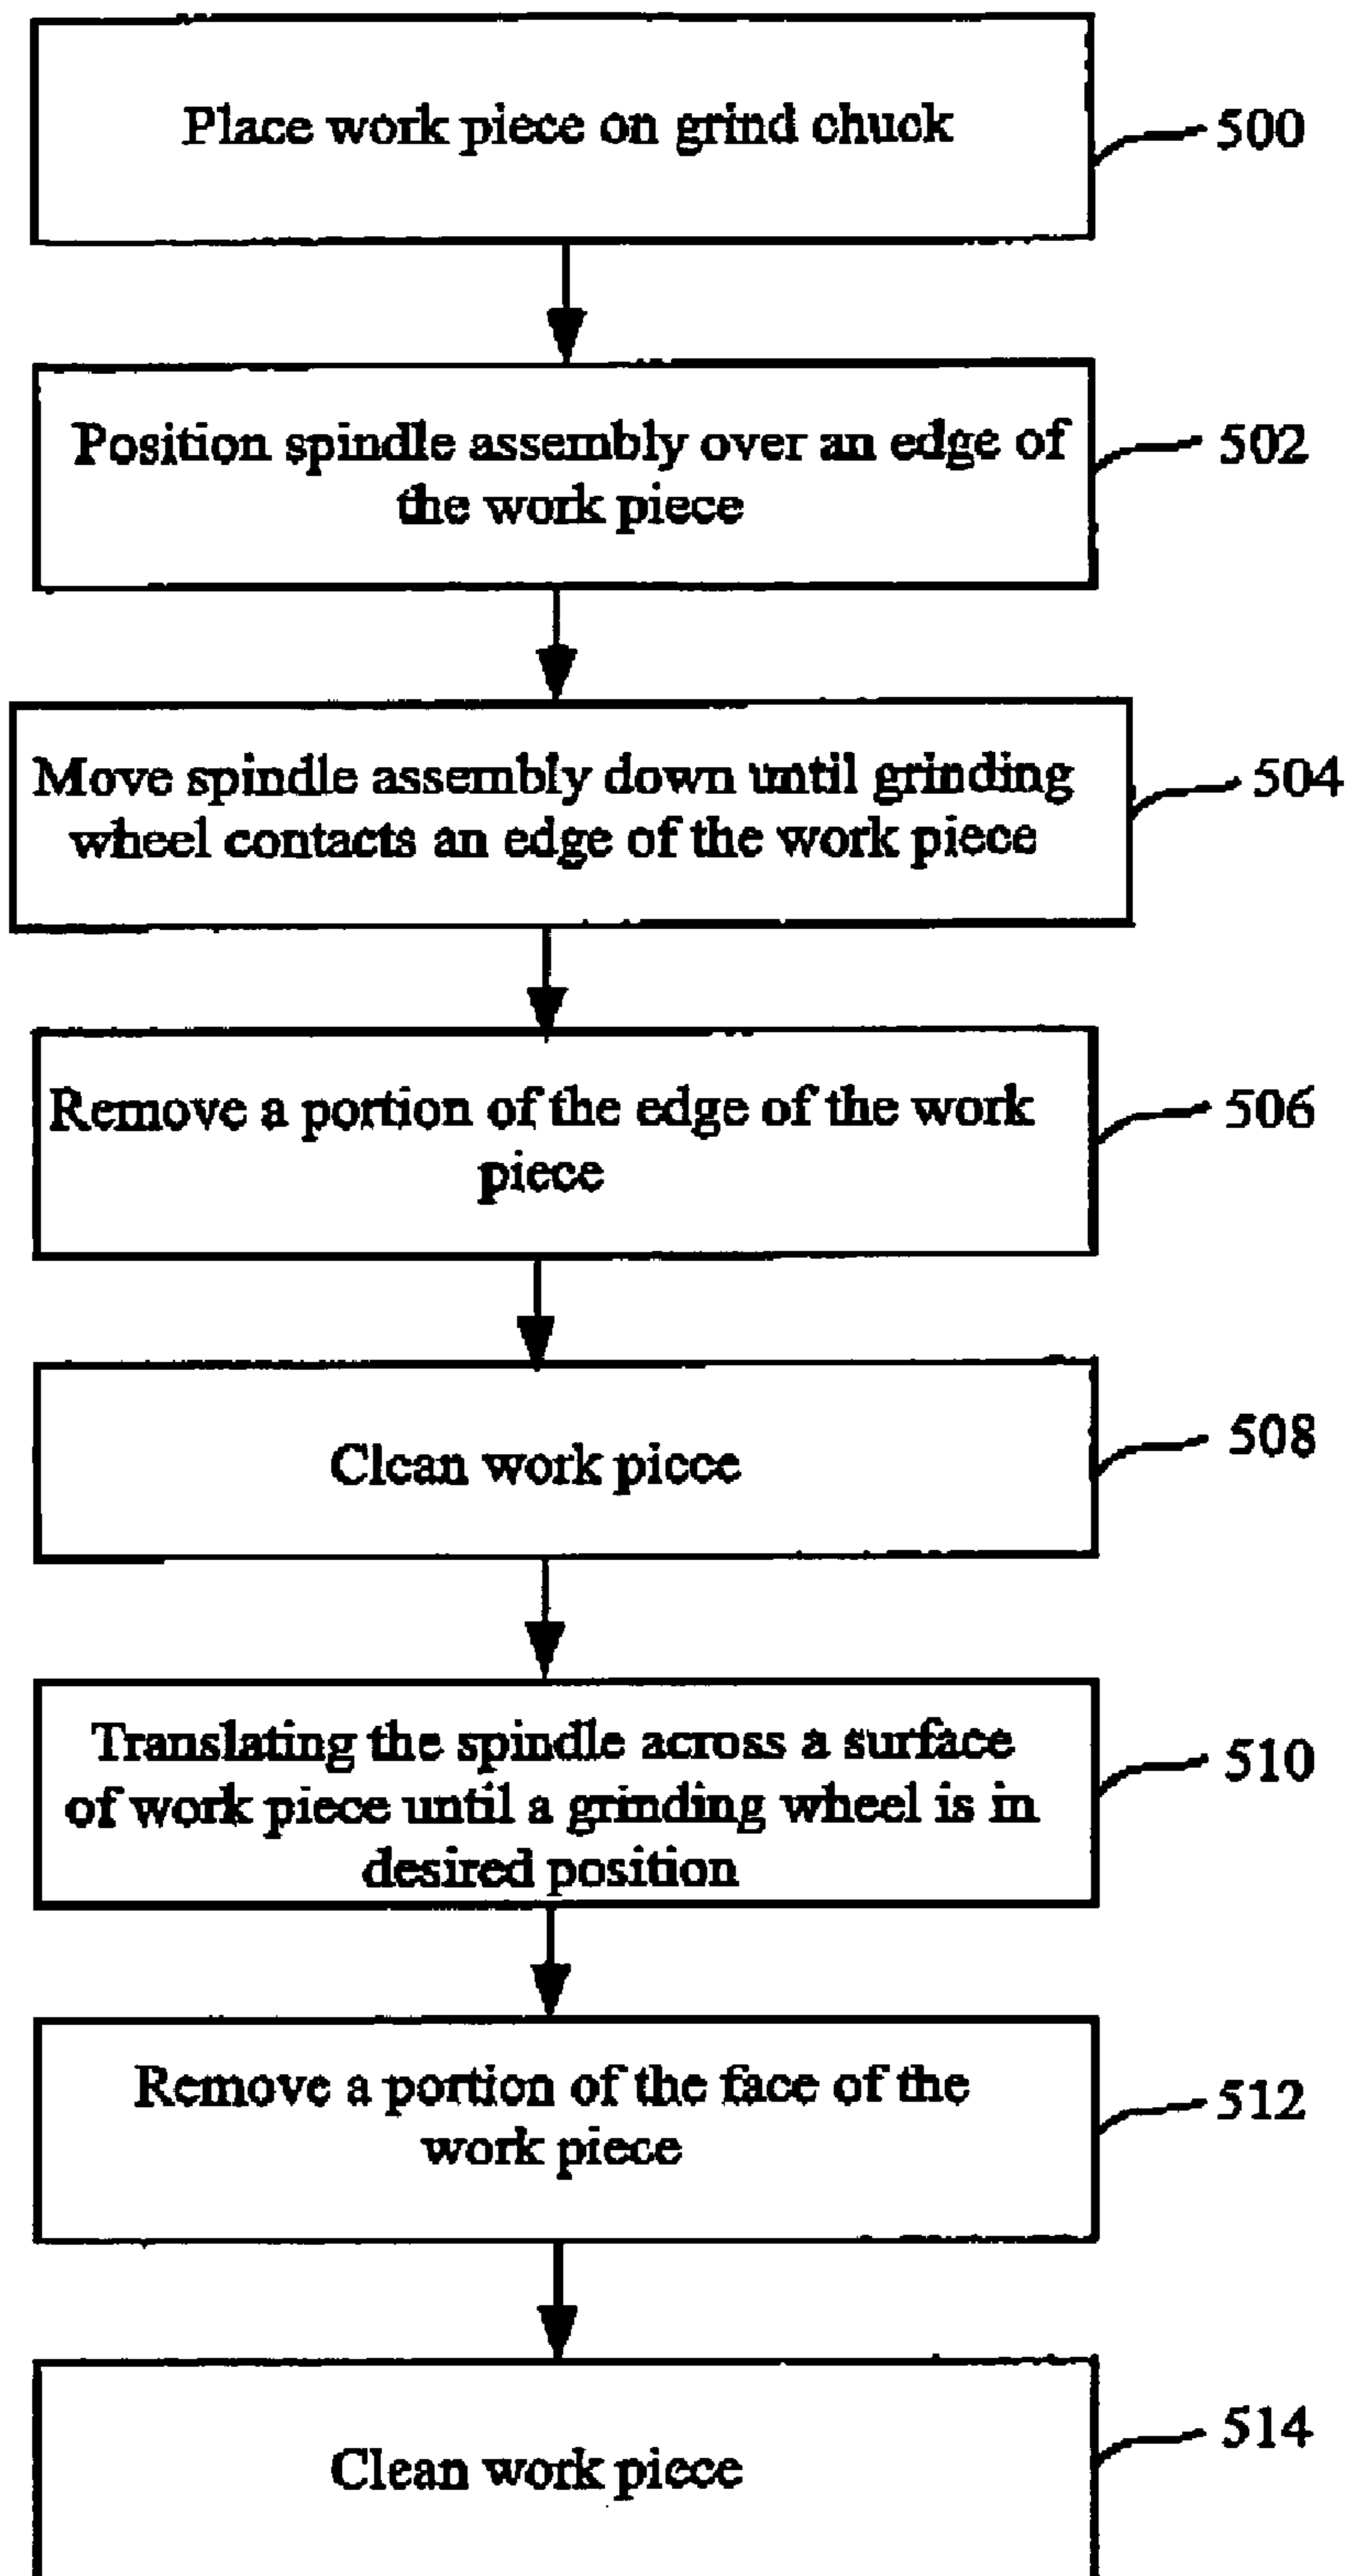 Place work piece on grind chuck
500
Position spindle assembly over an edge of
the work piece
502
Move spindle assembly down until grinding
wheel contacts an edge of the work piece
504
Remove a portion of the edge of the work
piece
506
Clean work piece
508
Translating the spindle across a surface
of work piece until a grinding wheel is in
desired position
510
Remove a portion of the face of the
work piece
512
Clean work piece
514